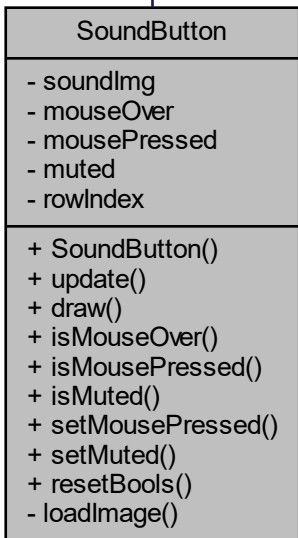 SoundButton
- soundImg
- mouseOver
- mousePressed
- muted
- rowIndex
+ SoundButton()
+ update()
+ draw()
+ isMouseOver()
+ isMousePressed()
+ isMuted()
+ setMousePressed()
+ setMuted()
+ resetBools()
- loadImage()